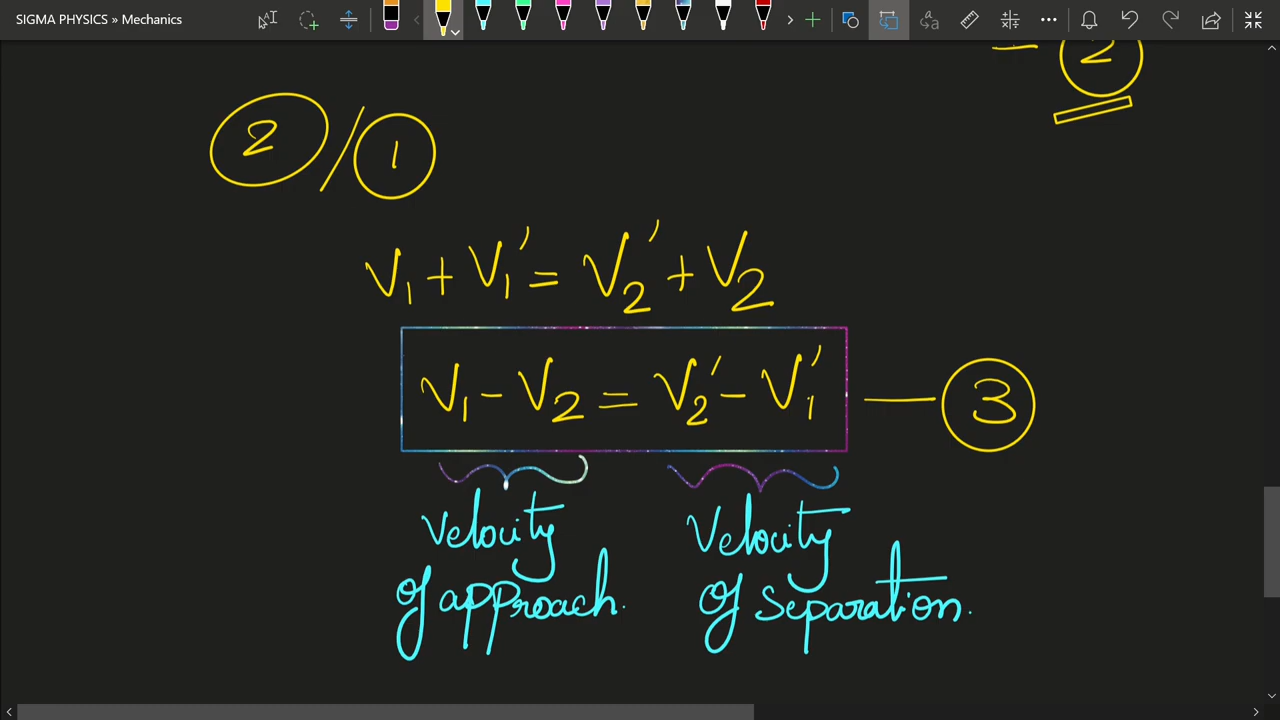 SIGMA PHYSICS » Mechanics
— 2
2 / 1
V₁ + V₁' = V₂' + V₂
V₁ - V₂ = V₂' - V₁' — 3
Velocity Velocity
of approach. of separation.